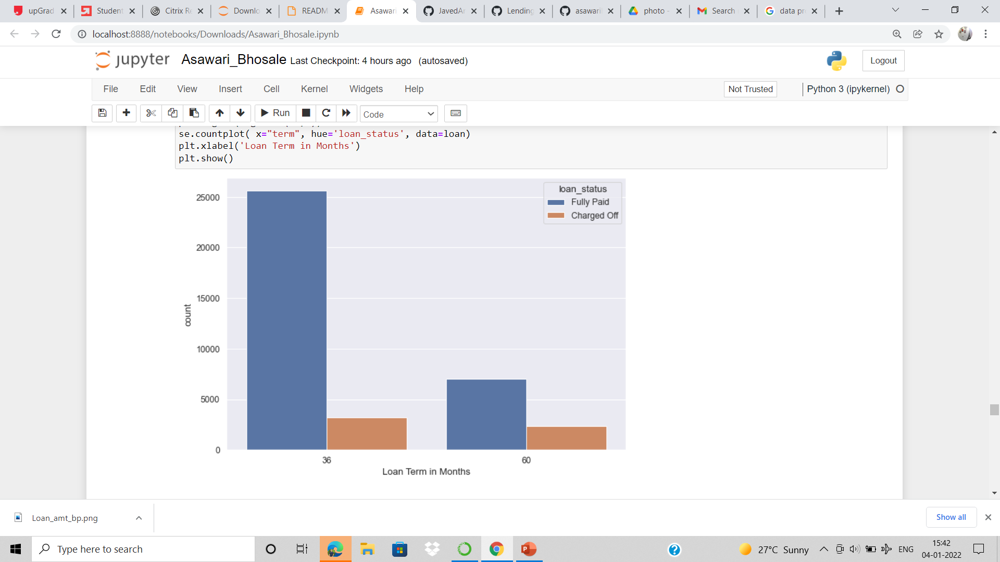 upGrad
Student
Citrix Re
Downlo
READM
Asawari
JavedAr
Lending
asawari
photo -
Search
data pr
localhost:8888/notebooks/Downloads/Asawari_Bhosale.ipynb
jupyter Asawari_Bhosale Last Checkpoint: 4 hours ago (autosaved)
Logout
File Edit View Insert Cell Kernel Widgets Help
Not Trusted
Python 3 (ipykernel)
Run
Code
se.countplot( x="term", hue='loan_status', data=loan)
plt.xlabel('Loan Term in Months')
plt.show()
loan_status
Fully Paid
Charged Off
25000
20000
15000
10000
5000
0
count
36 60
Loan Term in Months
Loan_amt_bp.png
Show all
Type here to search
27°C Sunny
ENG
15:42
04-01-2022